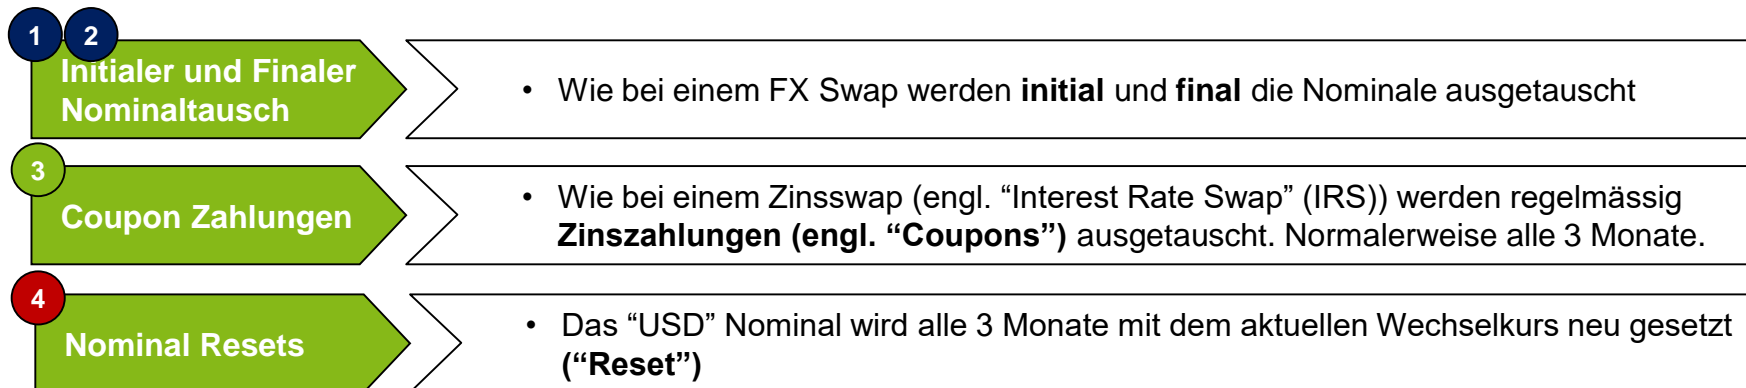 1 2
Initialer und Finaler
Nominaltausch
• Wie bei einem FX Swap werden initial und final die Nominale ausgetauscht
3
Coupon Zahlungen
• Wie bei einem Zinsswap (engl. “Interest Rate Swap” (IRS)) werden regelmässig
Zinszahlungen (engl. “Coupons”) ausgetauscht. Normalerweise alle 3 Monate.
4
Nominal Resets
• Das “USD” Nominal wird alle 3 Monate mit dem aktuellen Wechselkurs neu gesetzt
(“Reset”)